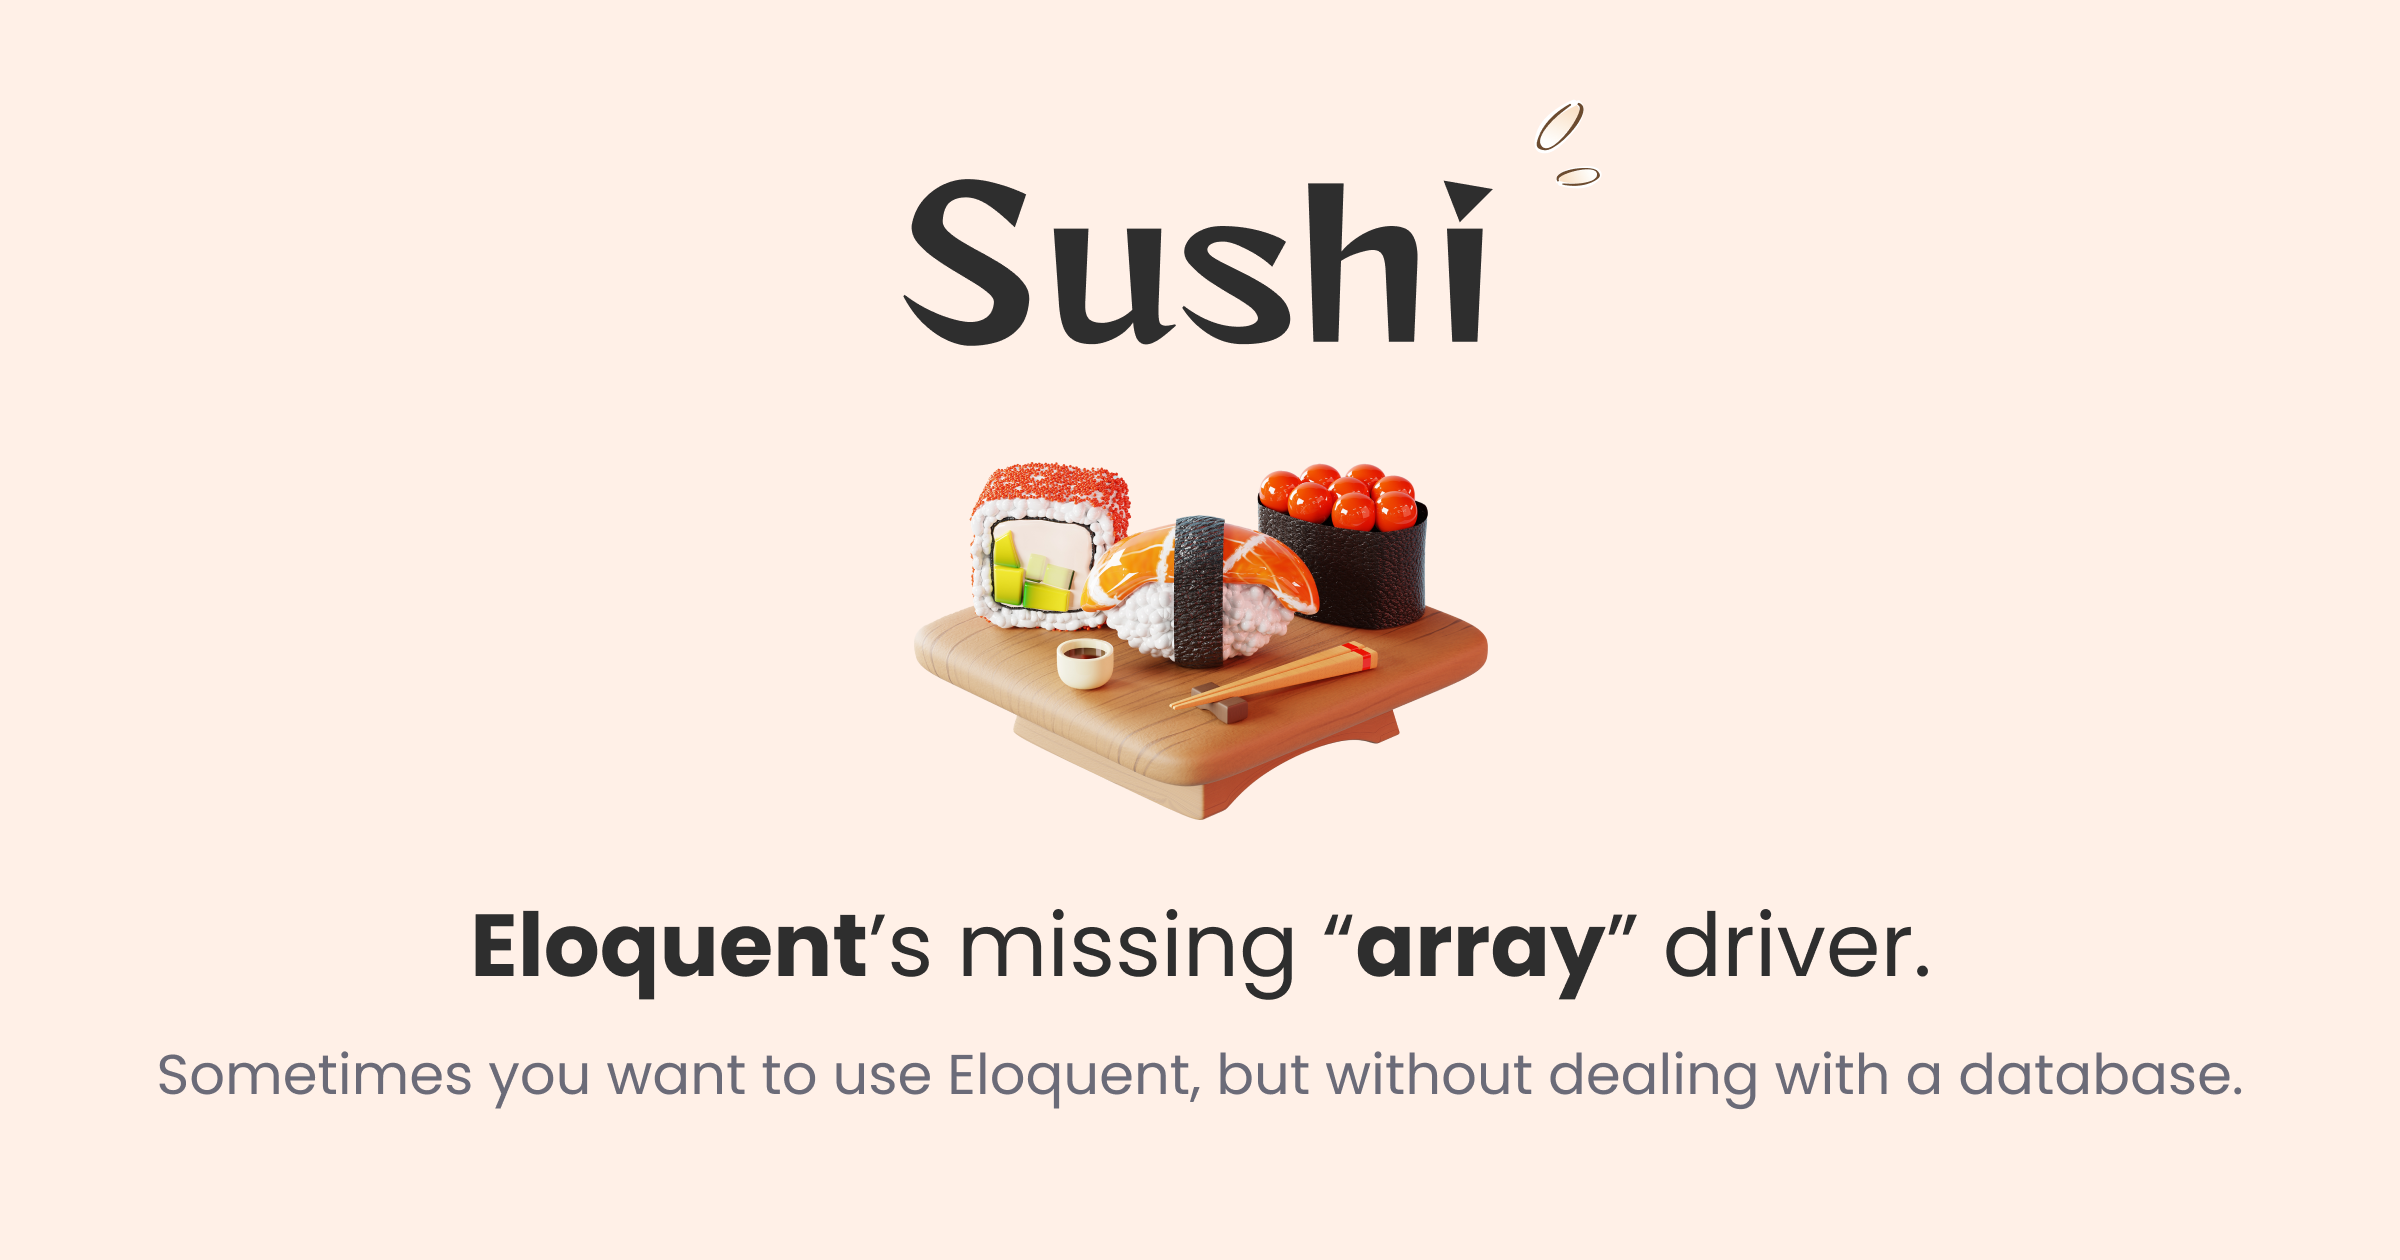 Sushi
Eloquent’s missing “array” driver.
Sometimes you want to use Eloquent, but without dealing with a database.